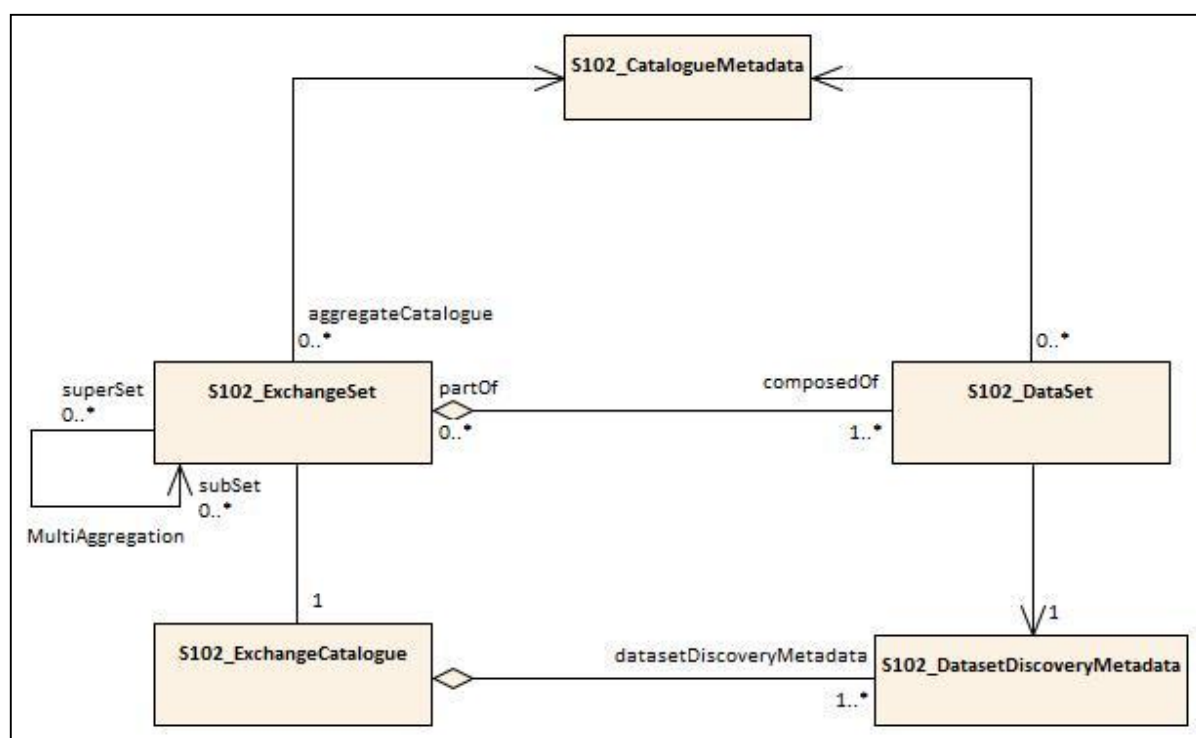 S102_CatalogueMetadata
aggregateCatalogue
0..*
0..*
superSet
0..*
S102_ExchangeSet
partOf
0..*
composedOf
1..*
S102_DataSet
subSet
0..*
MultiAggregation
1
1
S102_ExchangeCatalogue
datasetDiscoveryMetadata
1..*
S102_DatasetDiscoveryMetadata